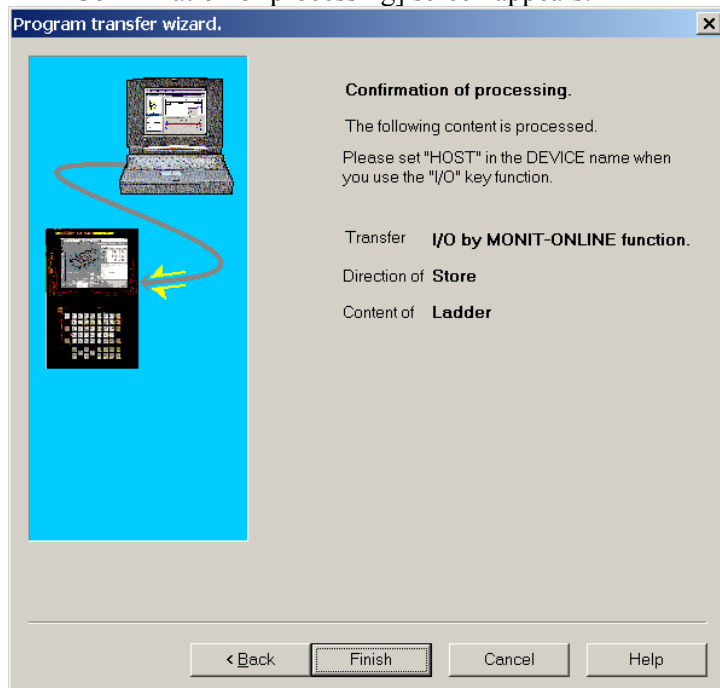 Program transfer wizard.
Confirmation of processing.
The following content is processed.
Please set "HOST" in the DEVICE name when
you use the "I/O" key function.
Transfer I/O by MONIT-ONLINE function.
Direction of Store
Content of Ladder
< Back Finish Cancel Help